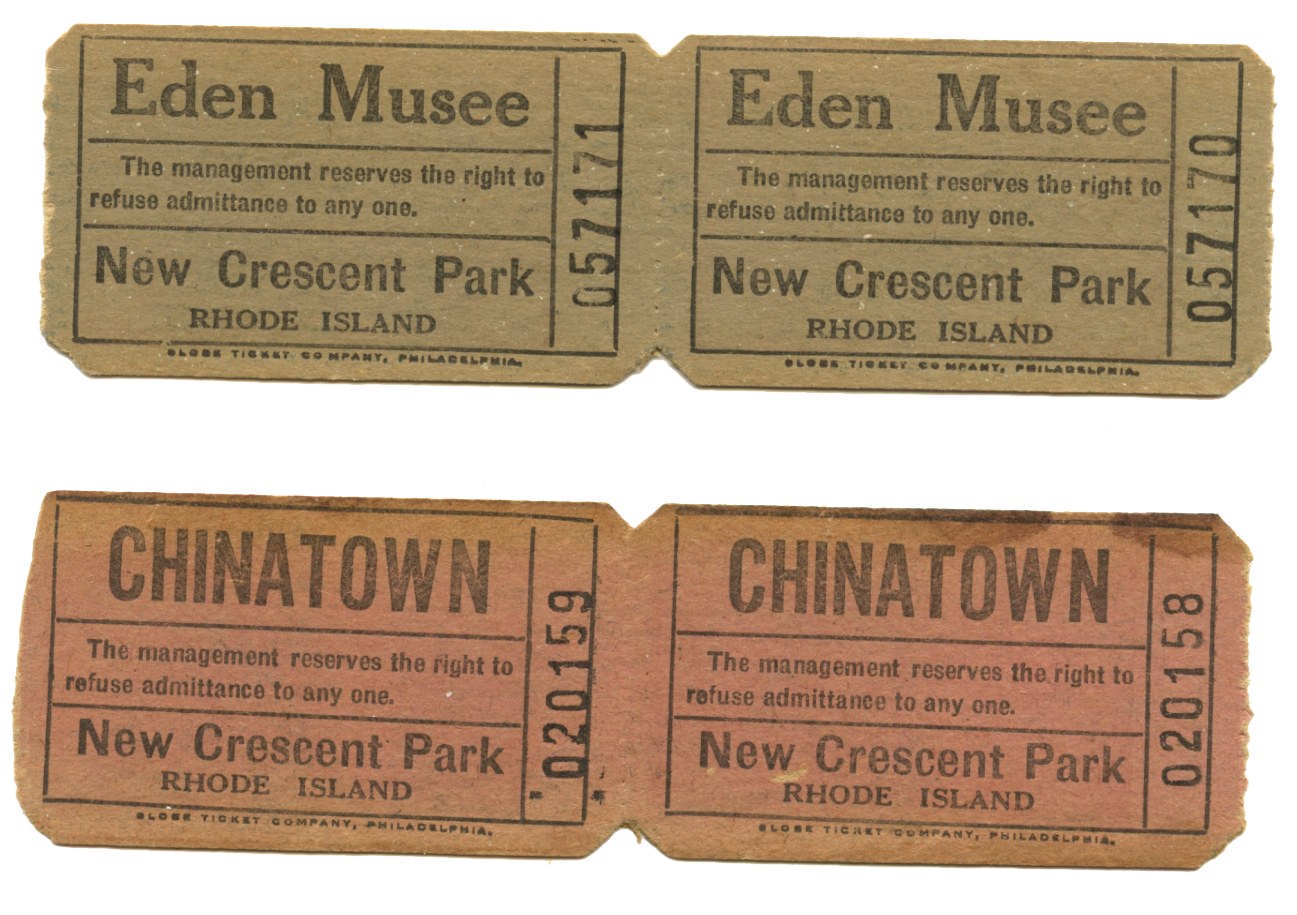 Eden Musee
The management reserves the right to
refuse admittance to any one.
New Crescent Park
RHODE ISLAND
GLOBE TICKET COMPANY, PHILADELPHIA.
057171
Eden Musee
The management reserves the right to
refuse admittance to any one.
New Crescent Park
RHODE ISLAND
GLOBE TICKET COMPANY, PHILADELPHIA.
057170
CHINATOWN
The management reserves the right to
refuse admittance to any one.
New Crescent Park
RHODE ISLAND
GLOBE TICKET COMPANY, PHILADELPHIA.
020159
CHINATOWN
The management reserves the right to
refuse admittance to any one.
New Crescent Park
RHODE ISLAND
GLOBE TICKET COMPANY, PHILADELPHIA.
020158